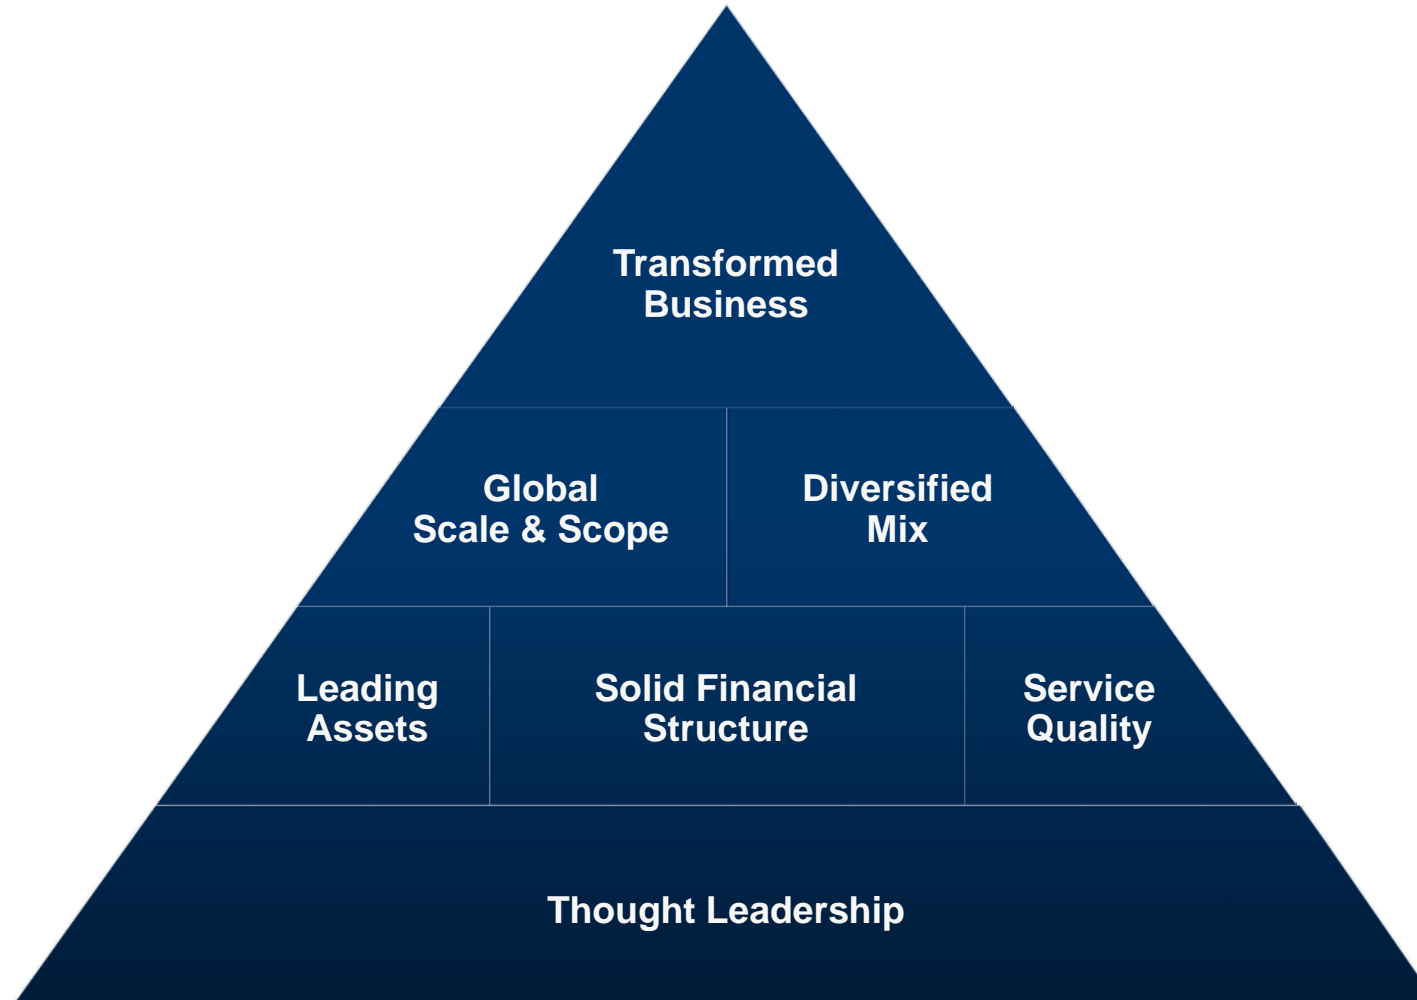 Transformed
Business
Global
Scale & Scope
Diversified
Mix
Leading
Assets
Solid Financial
Structure
Service
Quality
Thought Leadership